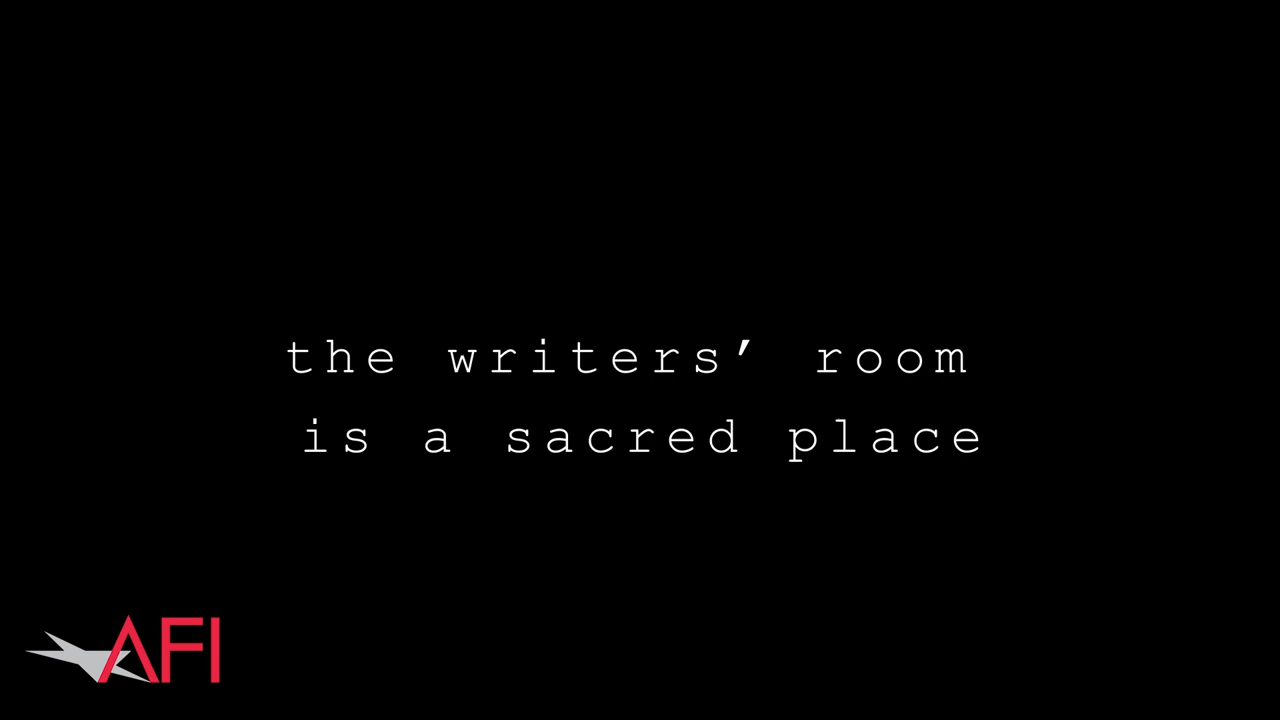 the writers’ room
is a sacred place
AFI